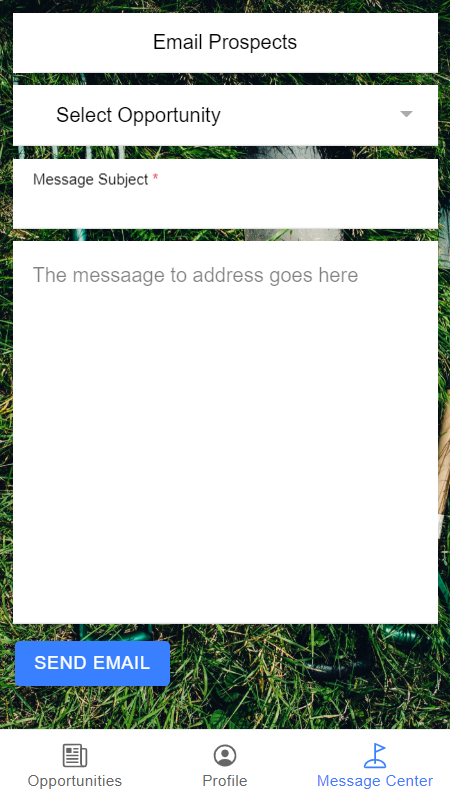 Email Prospects
Select Opportunity
Message Subject *
The messaage to address goes here
SEND EMAIL
Opportunities
Profile
Message Center